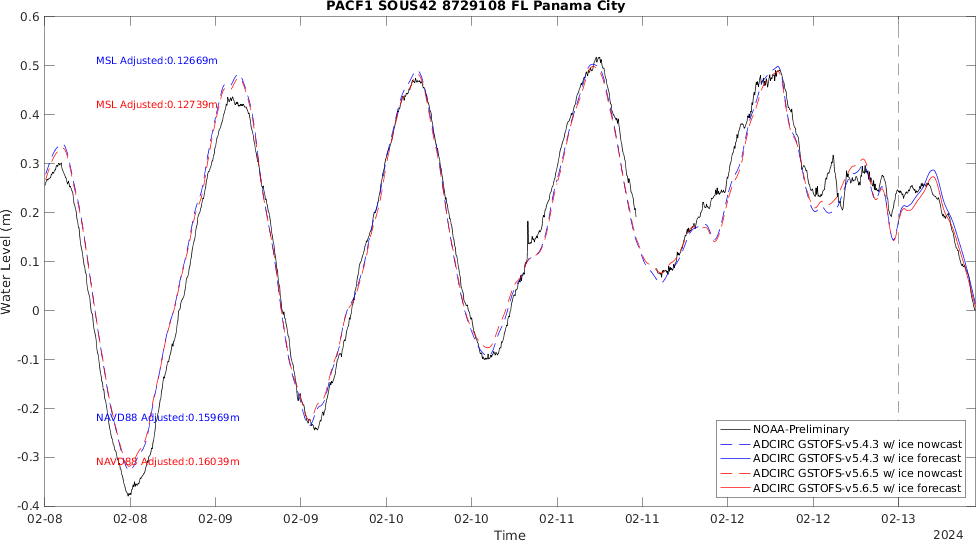 PACF1 SOUS42 8729108 FL Panama City
0.6
0.5
0.4
0.3
0.2
0.1
0
-0.1
-0.2
-0.3
-0.4
Water Level (m)
MSL Adjusted:0.12669m
MSL Adjusted:0.12739m
NAVD88 Adjusted:0.15969m
NAVD88 Adjusted:0.16039m
NOAA-Preliminary
ADCIRC GSTOFS-v5.4.3 w/ ice nowcast
ADCIRC GSTOFS-v5.4.3 w/ ice forecast
ADCIRC GSTOFS-v5.6.5 w/ ice nowcast
ADCIRC GSTOFS-v5.6.5 w/ ice forecast
02-08 02-08 02-09 02-09 02-10 02-10 02-11 02-11 02-12 02-12 02-13
Time
2024